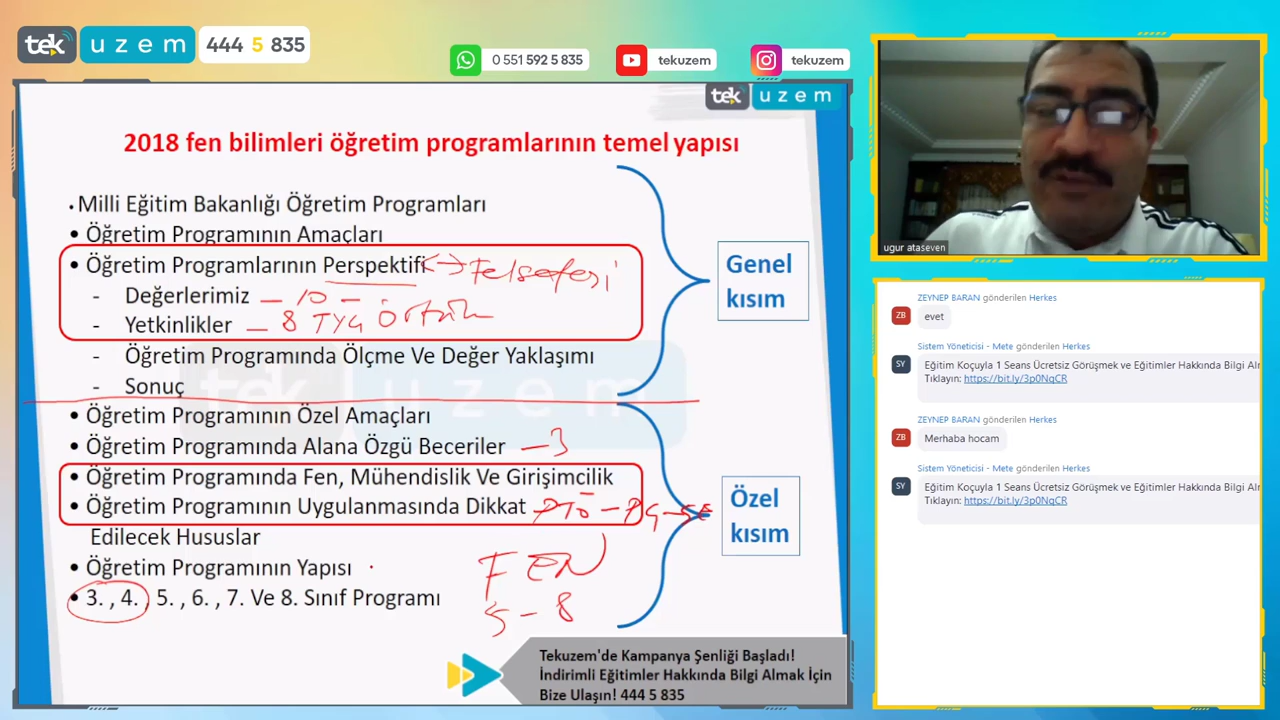 tek uzem 444 5 835
0 551 592 5 835 tekuzem tekuzem
tek uzem
2018 fen bilimleri öğretim programlarının temel yapısı
• Milli Eğitim Bakanlığı Öğretim Programları
• Öğretim Programının Amaçları
• Öğretim Programlarının Perspektifi Felsefesi
- Değerlerimiz – 10 –
- Yetkinlikler – 8 TYÇ Örtük
- Öğretim Programında Ölçme Ve Değer Yaklaşımı
- Sonuç
Genel
kısım
• Öğretim Programının Özel Amaçları
• Öğretim Programında Alana Özgü Beceriler – 3
• Öğretim Programında Fen, Mühendislik Ve Girişimcilik
• Öğretim Programının Uygulanmasında Dikkat
Edilecek Hususlar
• Öğretim Programının Yapısı
• 3. , 4. , 5. , 6. , 7. Ve 8. Sınıf Programı
FEN
5 – 8
Özel
kısım
Tekuzem'de Kampanya Şenliği Başladı!
İndirimli Eğitimler Hakkında Bilgi Almak İçin
Bize Ulaşın! 444 5 835
ugur ataseven
ZEYNEP BARAN gönderilen Herkes
ZB evet
Sistem Yöneticisi - Mete gönderilen Herkes
SY Eğitim Koçuyla 1 Seans Ücretsiz Görüşmek ve Eğitimler Hakkında Bilgi Al
Tıklayın: https://bit.ly/3p0NqCR
ZEYNEP BARAN gönderilen Herkes
ZB Merhaba hocam
Sistem Yöneticisi - Mete gönderilen Herkes
SY Eğitim Koçuyla 1 Seans Ücretsiz Görüşmek ve Eğitimler Hakkında Bilgi Al
Tıklayın: https://bit.ly/3p0NqCR